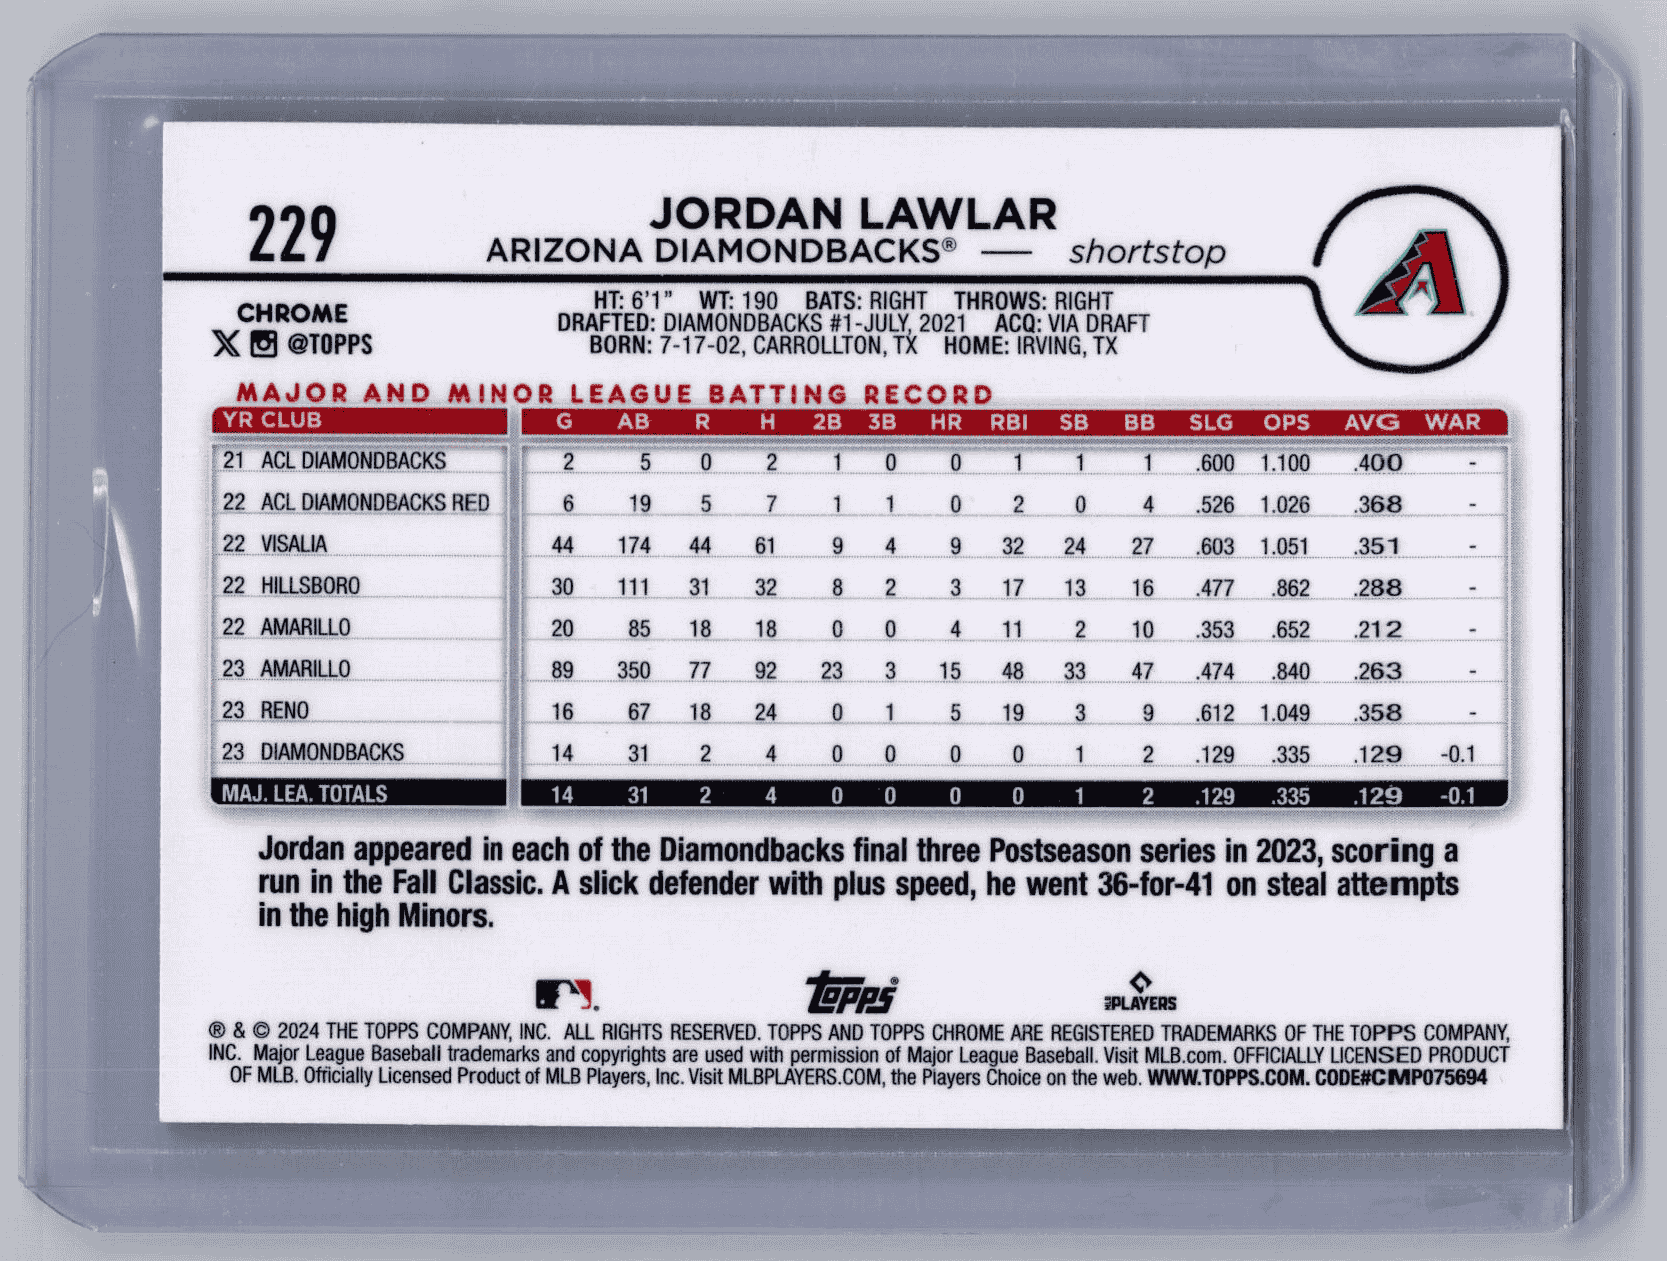 229
JORDAN LAWLAR
ARIZONA DIAMONDBACKS® — shortstop
CHROME
X @TOPPS
HT: 6'1" WT: 190 BATS: RIGHT THROWS: RIGHT
DRAFTED: DIAMONDBACKS #1-JULY, 2021 ACQ: VIA DRAFT
BORN: 7-17-02, CARROLLTON, TX HOME: IRVING, TX
A
MAJOR AND MINOR LEAGUE BATTING RECORD
YR CLUB G AB R H 2B 3B HR RBI SB BB SLG OPS AVG WAR
21 ACL DIAMONDBACKS 2 5 0 2 1 0 0 1 1 1 .600 1.100 .400 -
22 ACL DIAMONDBACKS RED 6 19 5 7 1 1 0 2 0 4 .526 1.026 .368 -
22 VISALIA 44 174 44 61 9 4 9 32 24 27 .603 1.051 .351 -
22 HILLSBORO 30 111 31 32 8 2 3 17 13 16 .477 .862 .288 -
22 AMARILLO 20 85 18 18 0 0 4 11 2 10 .353 .652 .212 -
23 AMARILLO 89 350 77 92 23 3 15 48 33 47 .474 .840 .263 -
23 RENO 16 67 18 24 0 1 5 19 3 9 .612 1.049 .358 -
23 DIAMONDBACKS 14 31 2 4 0 0 0 0 1 2 .129 .335 .129 -0.1
MAJ. LEA. TOTALS 14 31 2 4 0 0 0 0 1 2 .129 .335 .129 -0.1
Jordan appeared in each of the Diamondbacks final three Postseason series in 2023, scoring a
run in the Fall Classic. A slick defender with plus speed, he went 36-for-41 on steal attempts
in the high Minors.
topps® MLB PLAYERS
® & © 2024 THE TOPPS COMPANY, INC. ALL RIGHTS RESERVED. TOPPS AND TOPPS CHROME ARE REGISTERED TRADEMARKS OF THE TOPPS COMPANY,
INC. Major League Baseball trademarks and copyrights are used with permission of Major League Baseball. Visit MLB.com. OFFICIALLY LICENSED PRODUCT
OF MLB. Officially Licensed Product of MLB Players, Inc. Visit MLBPLAYERS.COM, the Players Choice on the web. WWW.TOPPS.COM. CODE#CMP075694